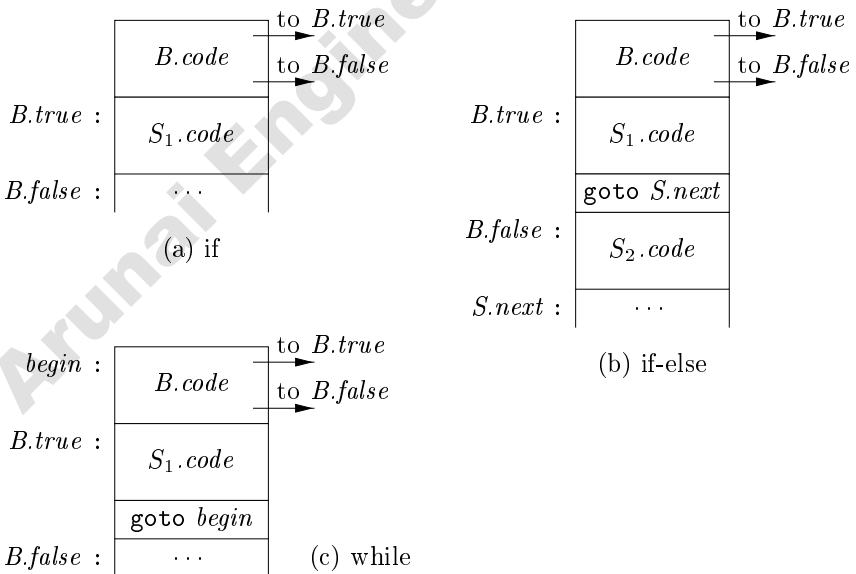 to B.true
B.code
to B.false
B.true :
S₁.code
B.false :
...
(a) if
to B.true
B.code
to B.false
B.true :
S₁.code
goto S.next
B.false :
S₂.code
S.next :
...
(b) if-else
begin :
to B.true
B.code
to B.false
B.true :
S₁.code
goto begin
B.false :
...
(c) while
Arunai